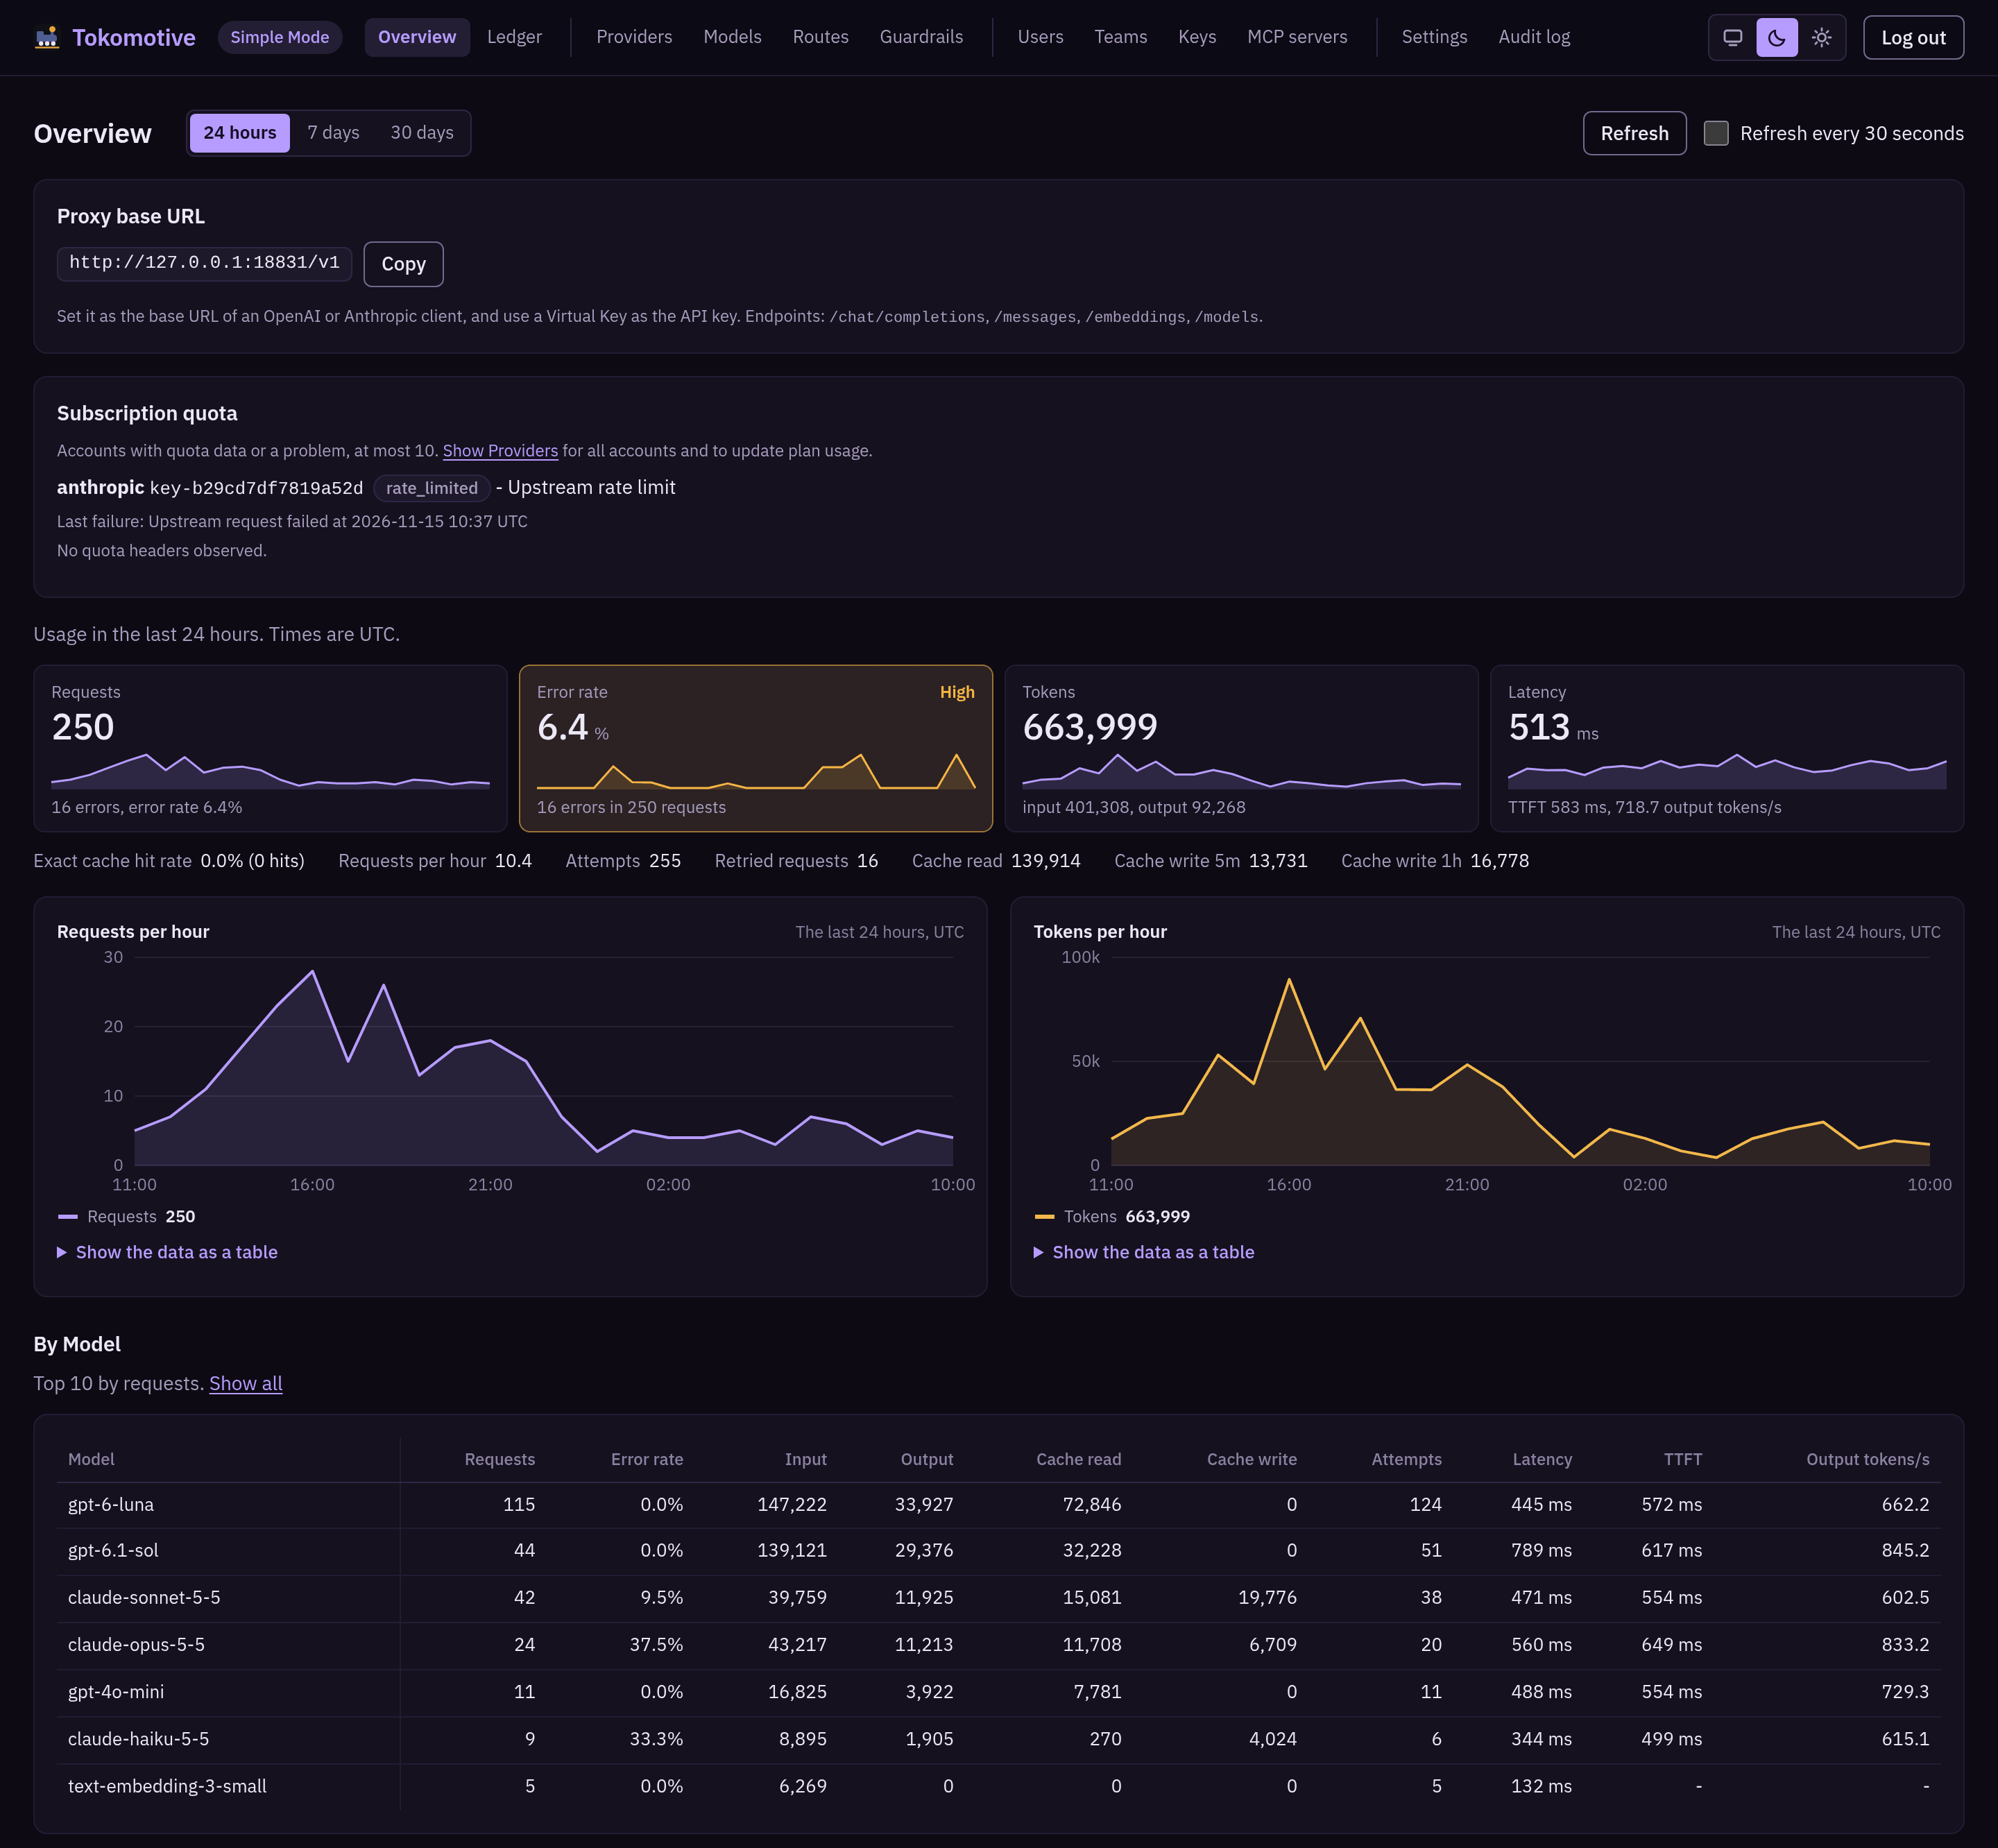 Tokomotive Simple Mode Overview Ledger Providers Models Routes Guardrails Users Teams Keys MCP servers Settings Audit log Log out
Overview 24 hours 7 days 30 days Refresh Refresh every 30 seconds
Proxy base URL
http://127.0.0.1:18831/v1 Copy
Set it as the base URL of an OpenAI or Anthropic client, and use a Virtual Key as the API key. Endpoints: /chat/completions, /messages, /embeddings, /models.
Subscription quota
Accounts with quota data or a problem, at most 10. Show Providers for all accounts and to update plan usage.
anthropic key-b29cd7df7819a52d rate_limited - Upstream rate limit
Last failure: Upstream request failed at 2026-11-15 10:37 UTC
No quota headers observed.
Usage in the last 24 hours. Times are UTC.
Requests
250
16 errors, error rate 6.4%
Error rate High
6.4 %
16 errors in 250 requests
Tokens
663,999
input 401,308, output 92,268
Latency
513 ms
TTFT 583 ms, 718.7 output tokens/s
Exact cache hit rate 0.0% (0 hits) Requests per hour 10.4 Attempts 255 Retried requests 16 Cache read 139,914 Cache write 5m 13,731 Cache write 1h 16,778
Requests per hour The last 24 hours, UTC
30
20
10
0
11:00 16:00 21:00 02:00 10:00
Requests 250
Show the data as a table
Tokens per hour The last 24 hours, UTC
100k
50k
0
11:00 16:00 21:00 02:00 10:00
Tokens 663,999
Show the data as a table
By Model
Top 10 by requests. Show all
Model Requests Error rate Input Output Cache read Cache write Attempts Latency TTFT Output tokens/s
gpt-6-luna 115 0.0% 147,222 33,927 72,846 0 124 445 ms 572 ms 662.2
gpt-6.1-sol 44 0.0% 139,121 29,376 32,228 0 51 789 ms 617 ms 845.2
claude-sonnet-5-5 42 9.5% 39,759 11,925 15,081 19,776 38 471 ms 554 ms 602.5
claude-opus-5-5 24 37.5% 43,217 11,213 11,708 6,709 20 560 ms 649 ms 833.2
gpt-4o-mini 11 0.0% 16,825 3,922 7,781 0 11 488 ms 554 ms 729.3
claude-haiku-5-5 9 33.3% 8,895 1,905 270 4,024 6 344 ms 499 ms 615.1
text-embedding-3-small 5 0.0% 6,269 0 0 0 5 132 ms - -